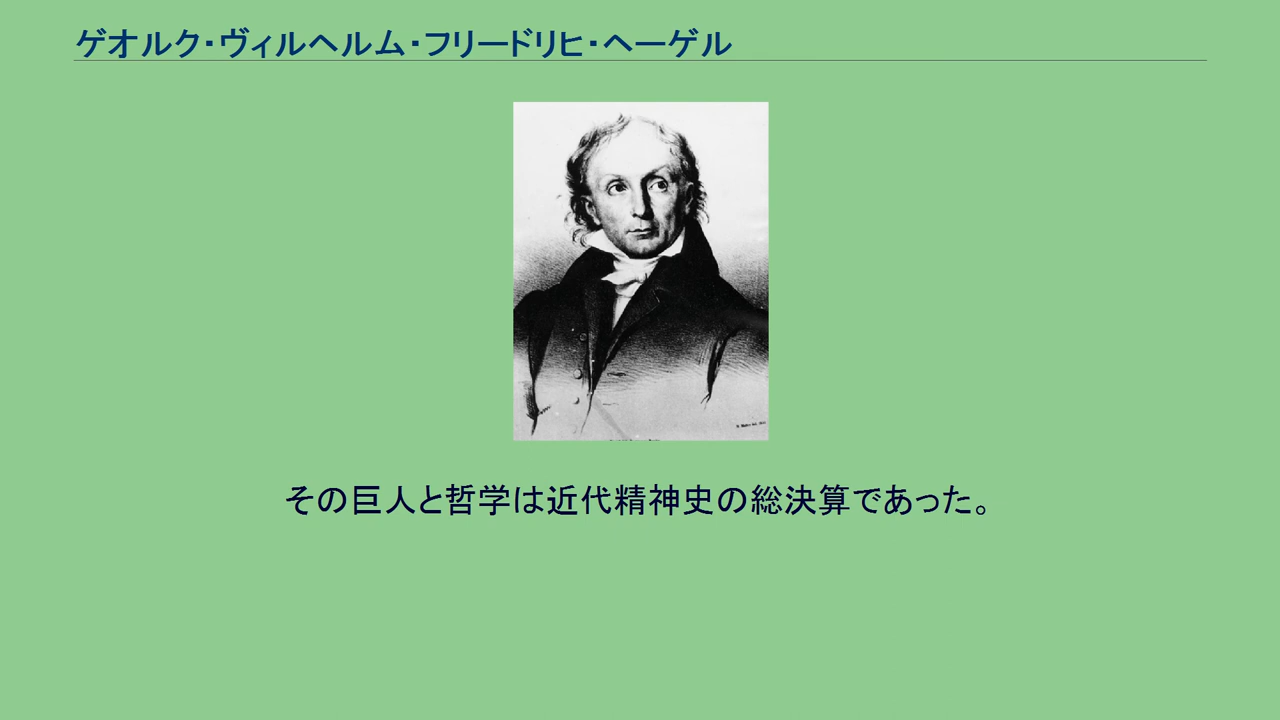 ゲオルク・ヴィルヘルム・フリードリヒ・ヘーゲル
その巨人と哲学は近代精神史の総決算であった。